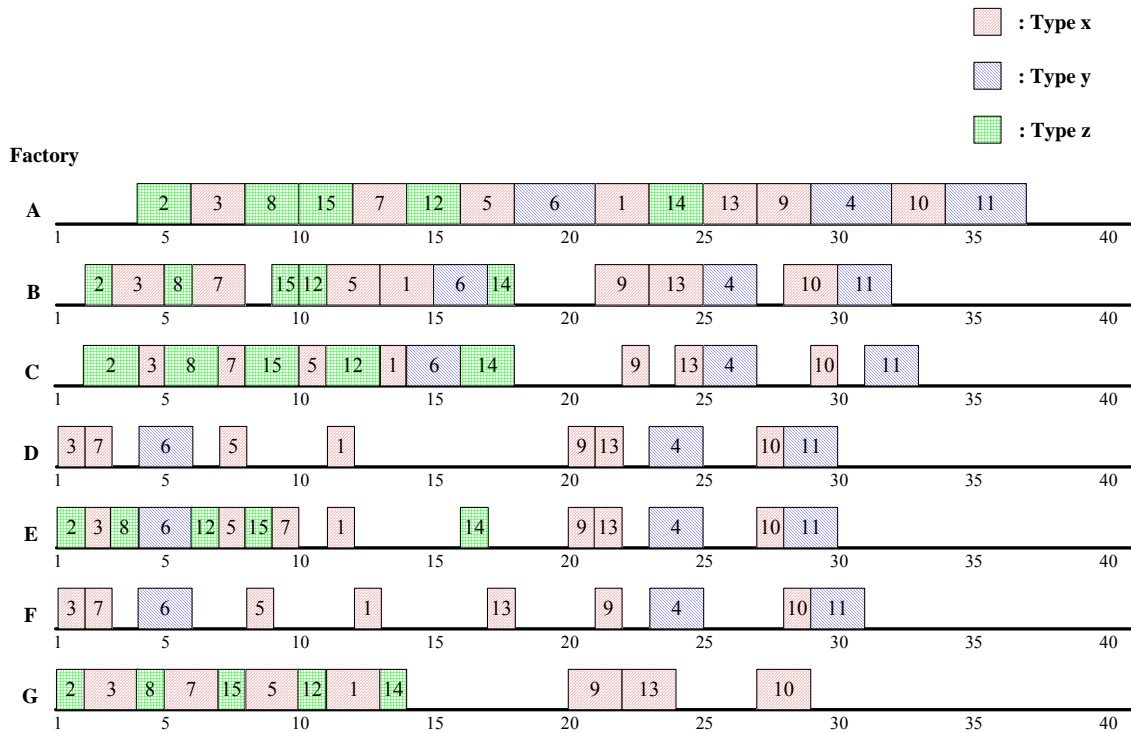 : Type x
: Type y
: Type z
Factory
A 2 3 8 15 7 12 5 6 1 14 13 9 4 10 11
1 5 10 15 20 25 30 35 40
B 2 3 8 7 15 12 5 1 6 14 9 13 4 10 11
1 5 10 15 20 25 30 35 40
C 2 3 8 7 15 5 12 1 6 14 9 13 4 10 11
1 5 10 15 20 25 30 35 40
D 3 7 6 5 1 9 13 4 10 11
1 5 10 15 20 25 30 35 40
E 2 3 8 6 12 5 15 7 1 14 9 13 4 10 11
1 5 10 15 20 25 30 35 40
F 3 7 6 5 1 13 9 4 10 11
1 5 10 15 20 25 30 35 40
G 2 3 8 7 15 5 12 1 14 9 13 10
1 5 10 15 20 25 30 35 40